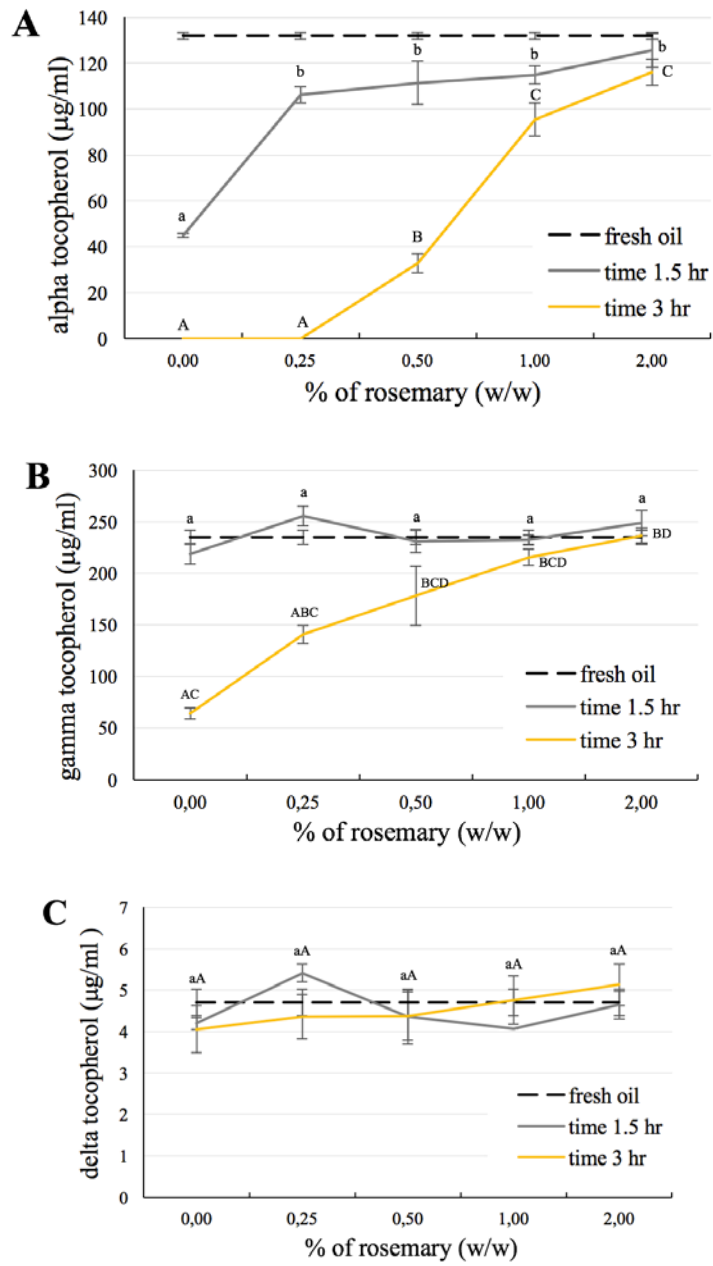 A
alpha tocopherol (µg/ml)
140
120
100
80
60
40
20
0
b
b
b
b
b
C
C
a
B
A
A
fresh oil
time 1.5 hr
time 3 hr
0,00 0,25 0,50 1,00 2,00
% of rosemary (w/w)
B
gamma tocopherol (µg/ml)
300
250
200
150
100
50
0
a a a a a
BD
BCD BCD
ABC
AC
fresh oil
time 1.5 hr
time 3 hr
0,00 0,25 0,50 1,00 2,00
% of rosemary (w/w)
C
delta tocopherol (µg/ml )
7
6
5
4
3
2
1
0
aA aA aA aA aA
fresh oil
time 1.5 hr
time 3 hr
0,00 0,25 0,50 1,00 2,00
% of rosemary (w/w)